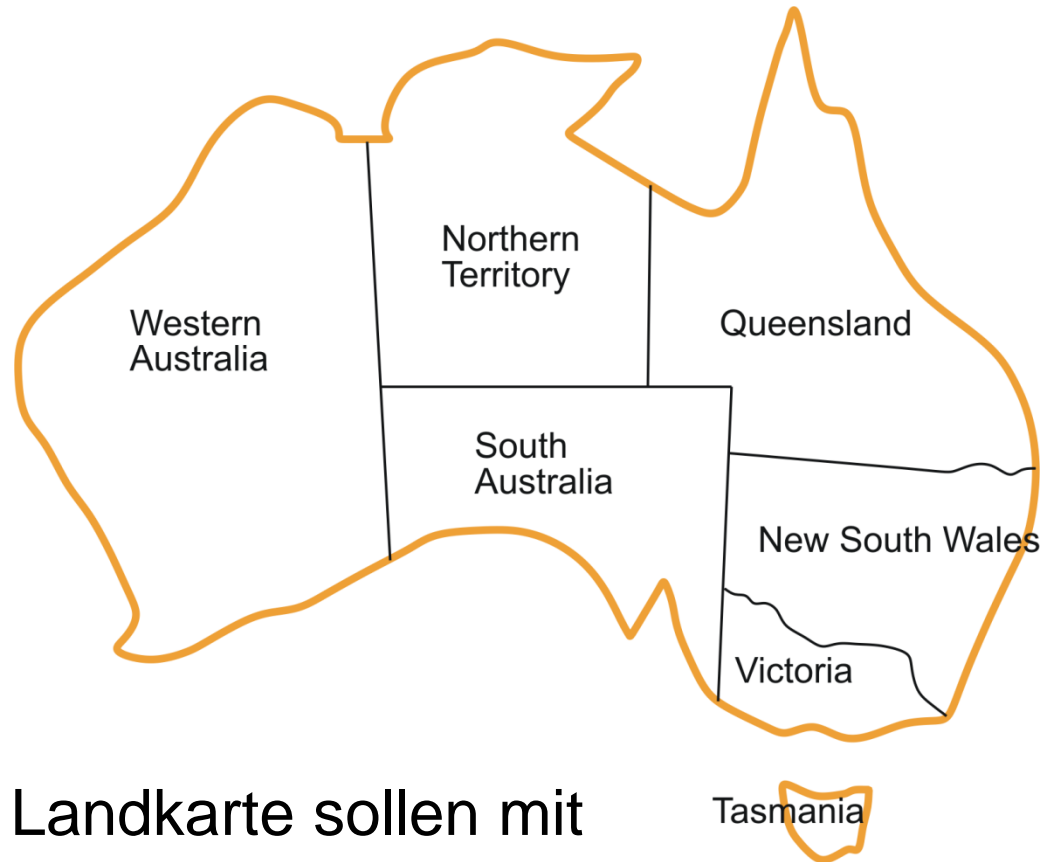 Northern
Territory
Western
Australia
Queensland
South
Australia
New South Wales
Victoria
Tasmania
Landkarte sollen mit